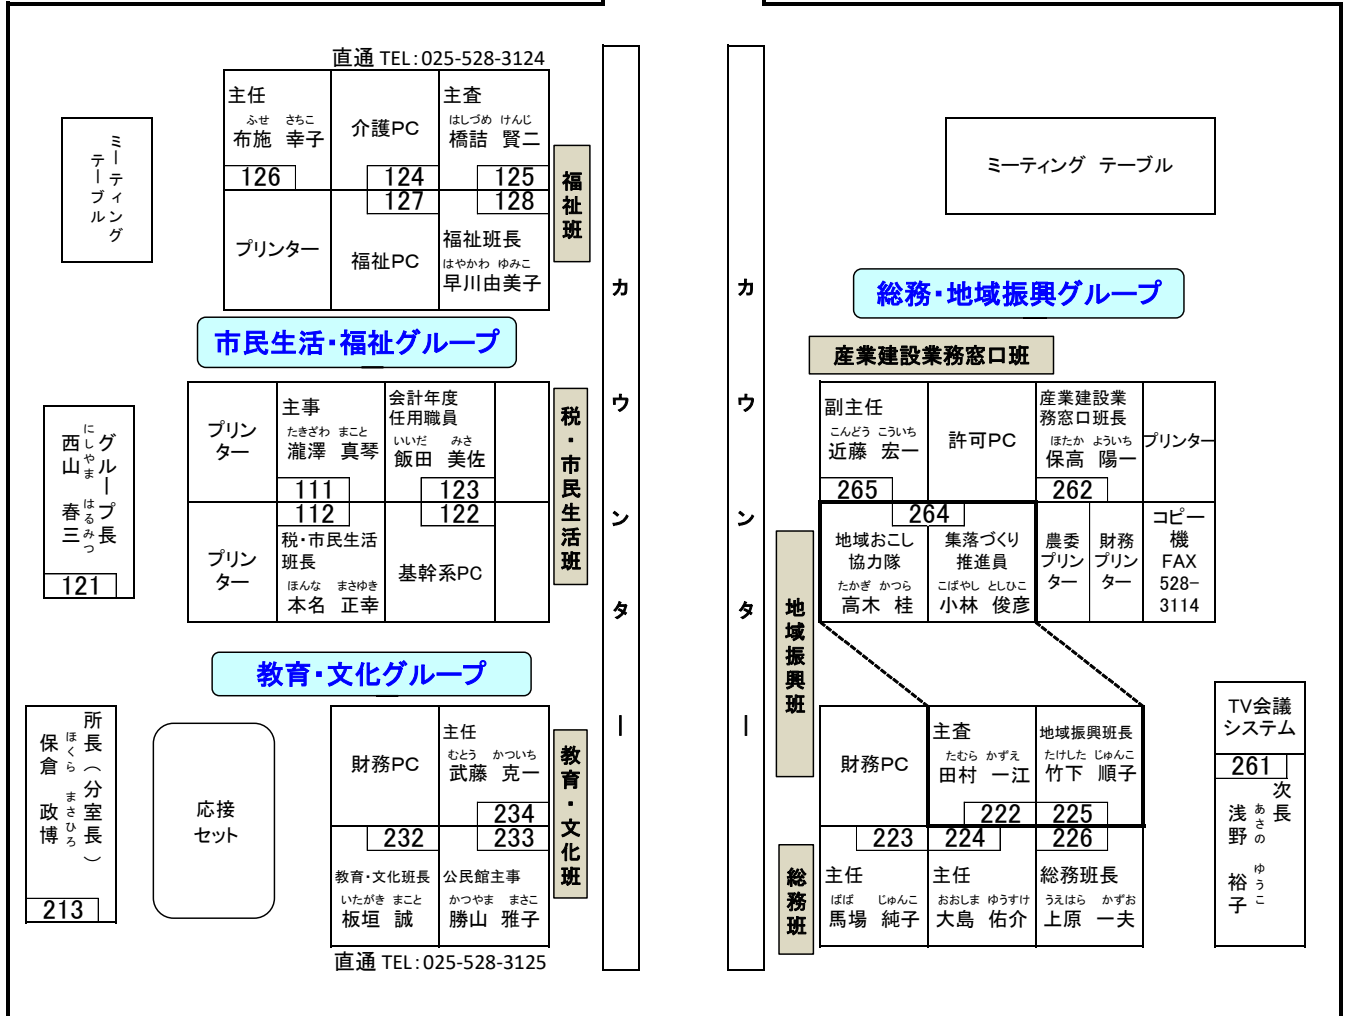 直通 TEL:025-528-3124
主任
ふせ さちこ
布施 幸子
126
介護PC
124
主査
はしづめ けんじ
橋詰 賢二
125
プリンター
127
福祉PC
128
福祉班長
はやかわ ゆみこ
早川由美子
福祉班
ミーティング
テーブル
市民生活・福祉グループ
プリン
ター
主事
たきざわ まこと
瀧澤 真琴
111
会計年度
任用職員
いいだ みさ
飯田 美佐
123
プリン
ター
112
税・市民生活
班長
ほんな まさゆき
本名 正幸
122
基幹系PC
税・市民生活班
グループ長
にしやま はるみつ
西山 春三
121
教育・文化グループ
財務PC
主任
むとう かついち
武藤 克一
234
232
教育・文化班長
いたがき まこと
板垣 誠
233
公民館主事
かつやま まさこ
勝山 雅子
教育・文化班
直通 TEL:025-528-3125
所長(分室長)
ほくら まさひろ
保倉 政博
213
応接
セット
カウンター
カウンター
ミーティング テーブル
総務・地域振興グループ
産業建設業務窓口班
副主任
こんどう こういち
近藤 宏一
265
許可PC
産業建設業
務窓口班長
ほたか よういち
保高 陽一
262
プリンター
264
地域おこし
協力隊
たかぎ かつら
高木 桂
集落づくり
推進員
こばやし としひこ
小林 俊彦
農委
プリン
ター
財務
プリン
ター
コピー
機
FAX
528-
3114
地域振興班
財務PC
主査
たむら かずえ
田村 一江
222
地域振興班長
たけした じゅんこ
竹下 順子
225
223
主任
ばば じゅんこ
馬場 純子
224
主任
おおしま ゆうすけ
大島 佑介
226
総務班長
うえはら かずお
上原 一夫
総務班
TV会議
システム
261
次長
あさの ゆうこ
浅野 裕子